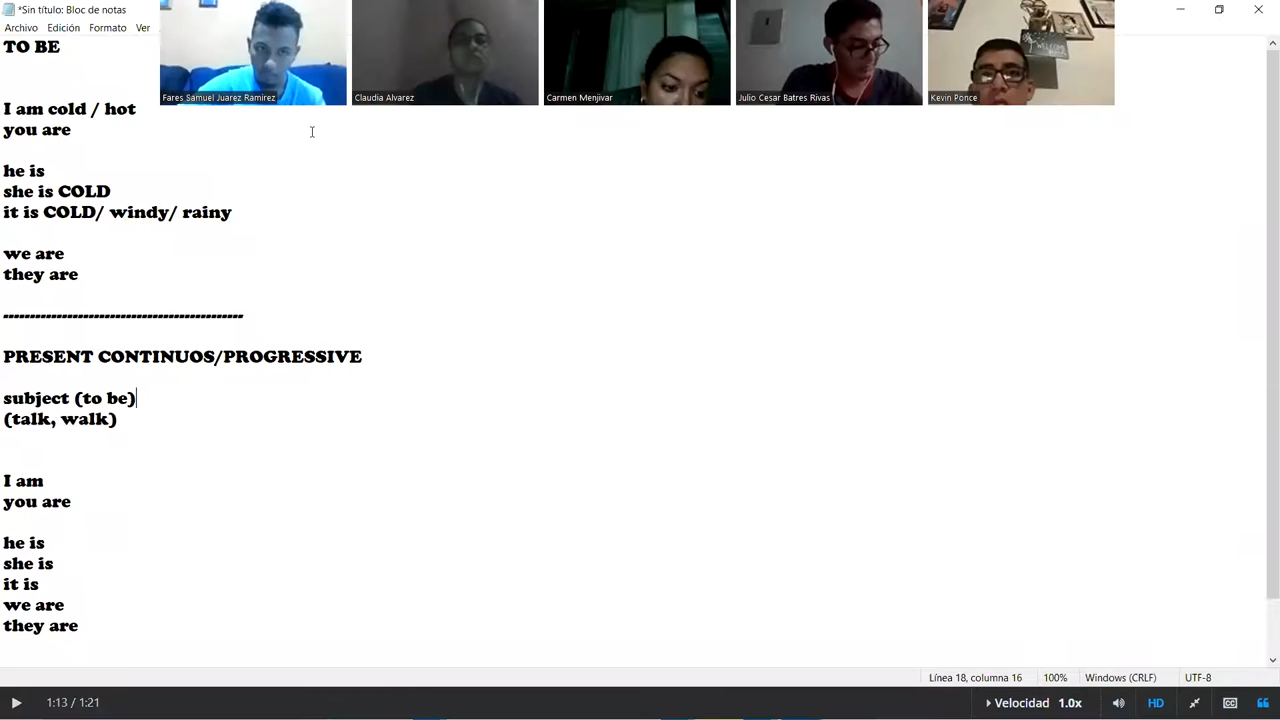 *Sin título: Bloc de notas
Archivo Edición Formato Ver
Fares Samuel Juarez Ramirez
Claudia Alvarez
Carmen Menjivar
Julio Cesar Batres Rivas
Kevin Ponce
TO BE
I am cold / hot
you are
he is
she is COLD
it is COLD/ windy/ rainy
we are
they are
--------------------------------------------
PRESENT CONTINUOS/PROGRESSIVE
subject (to be)
(talk, walk)
I am
you are
he is
she is
it is
we are
they are
Línea 18, columna 16 100% Windows (CRLF) UTF-8
1:13 / 1:21 Velocidad 1.0x HD CC